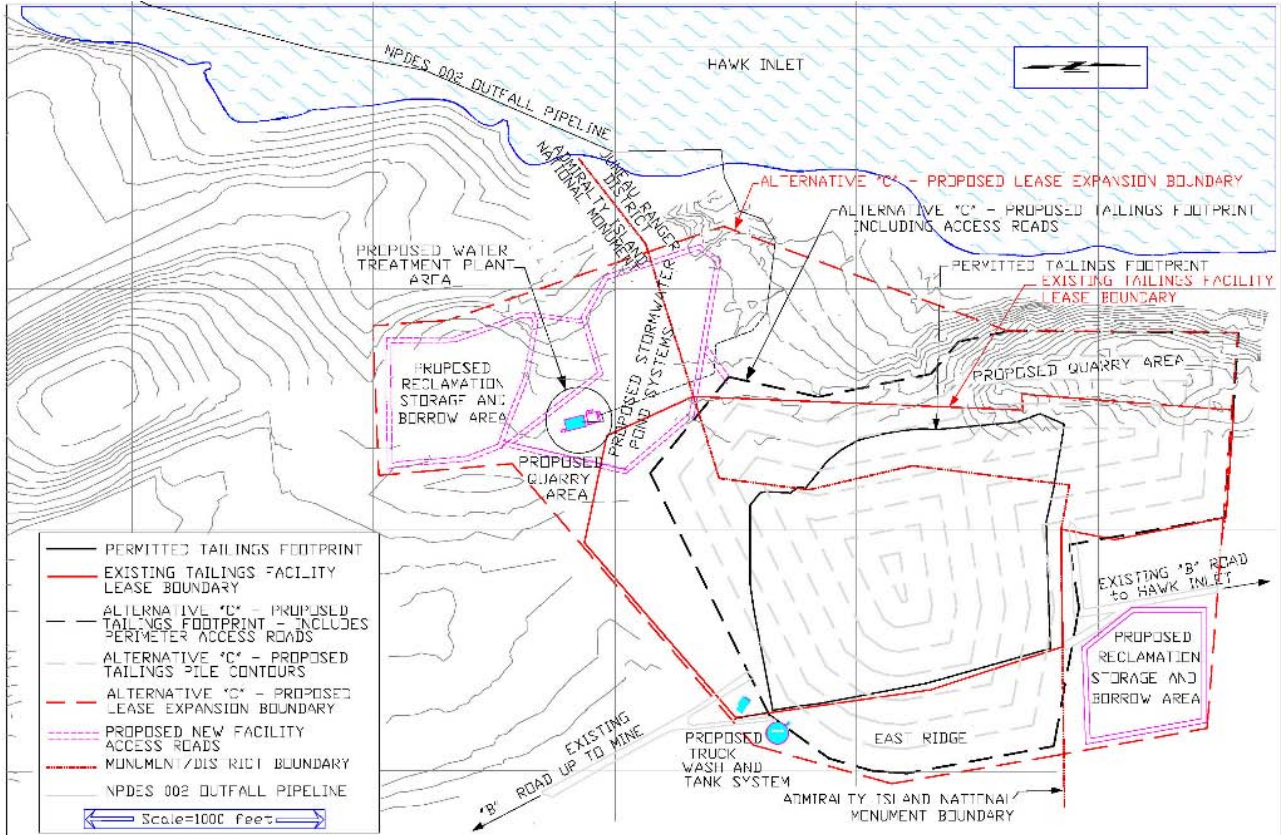 HAWK INLET
NPDES 002 OUTFALL PIPELINE
JUNEAU RANGER
DISTRICT
ADMIRALTY ISLAND
NATIONAL MONUMENT
ALTERNATIVE "C" - PROPOSED LEASE EXPANSION BOUNDARY
ALTERNATIVE "C" - PROPOSED TAILINGS FOOTPRINT
INCLUDING ACCESS ROADS
PROPOSED WATER
TREATMENT PLANT
AREA
PERMITTED TAILINGS FOOTPRINT
EXISTING TAILINGS FACILITY
LEASE BOUNDARY
PROPOSED STORMWATER
POND SYSTEMS
PROPOSED
RECLAMATION
STORAGE AND
BORROW AREA
PROPOSED QUARRY AREA
PROPOSED
QUARRY
AREA
PERMITTED TAILINGS FOOTPRINT
EXISTING TAILINGS FACILITY
LEASE BOUNDARY
ALTERNATIVE "C" - PROPOSED
TAILINGS FOOTPRINT - INCLUDES
PERIMETER ACCESS ROADS
ALTERNATIVE "C" - PROPOSED
TAILINGS PILE CONTOURS
ALTERNATIVE "C" - PROPOSED
LEASE EXPANSION BOUNDARY
PROPOSED NEW FACILITY
ACCESS ROADS
MONUMENT/DISTRICT BOUNDARY
NPDES 002 OUTFALL PIPELINE
Scale=1000 feet
EXISTING "B" ROAD
to HAWK INLET
PROPOSED
RECLAMATION
STORAGE AND
BORROW AREA
EXISTING
"B" ROAD UP TO MINE
PROPOSED
TRUCK
WASH AND
TANK SYSTEM
EAST RIDGE
ADMIRALTY ISLAND NATIONAL
MONUMENT BOUNDARY